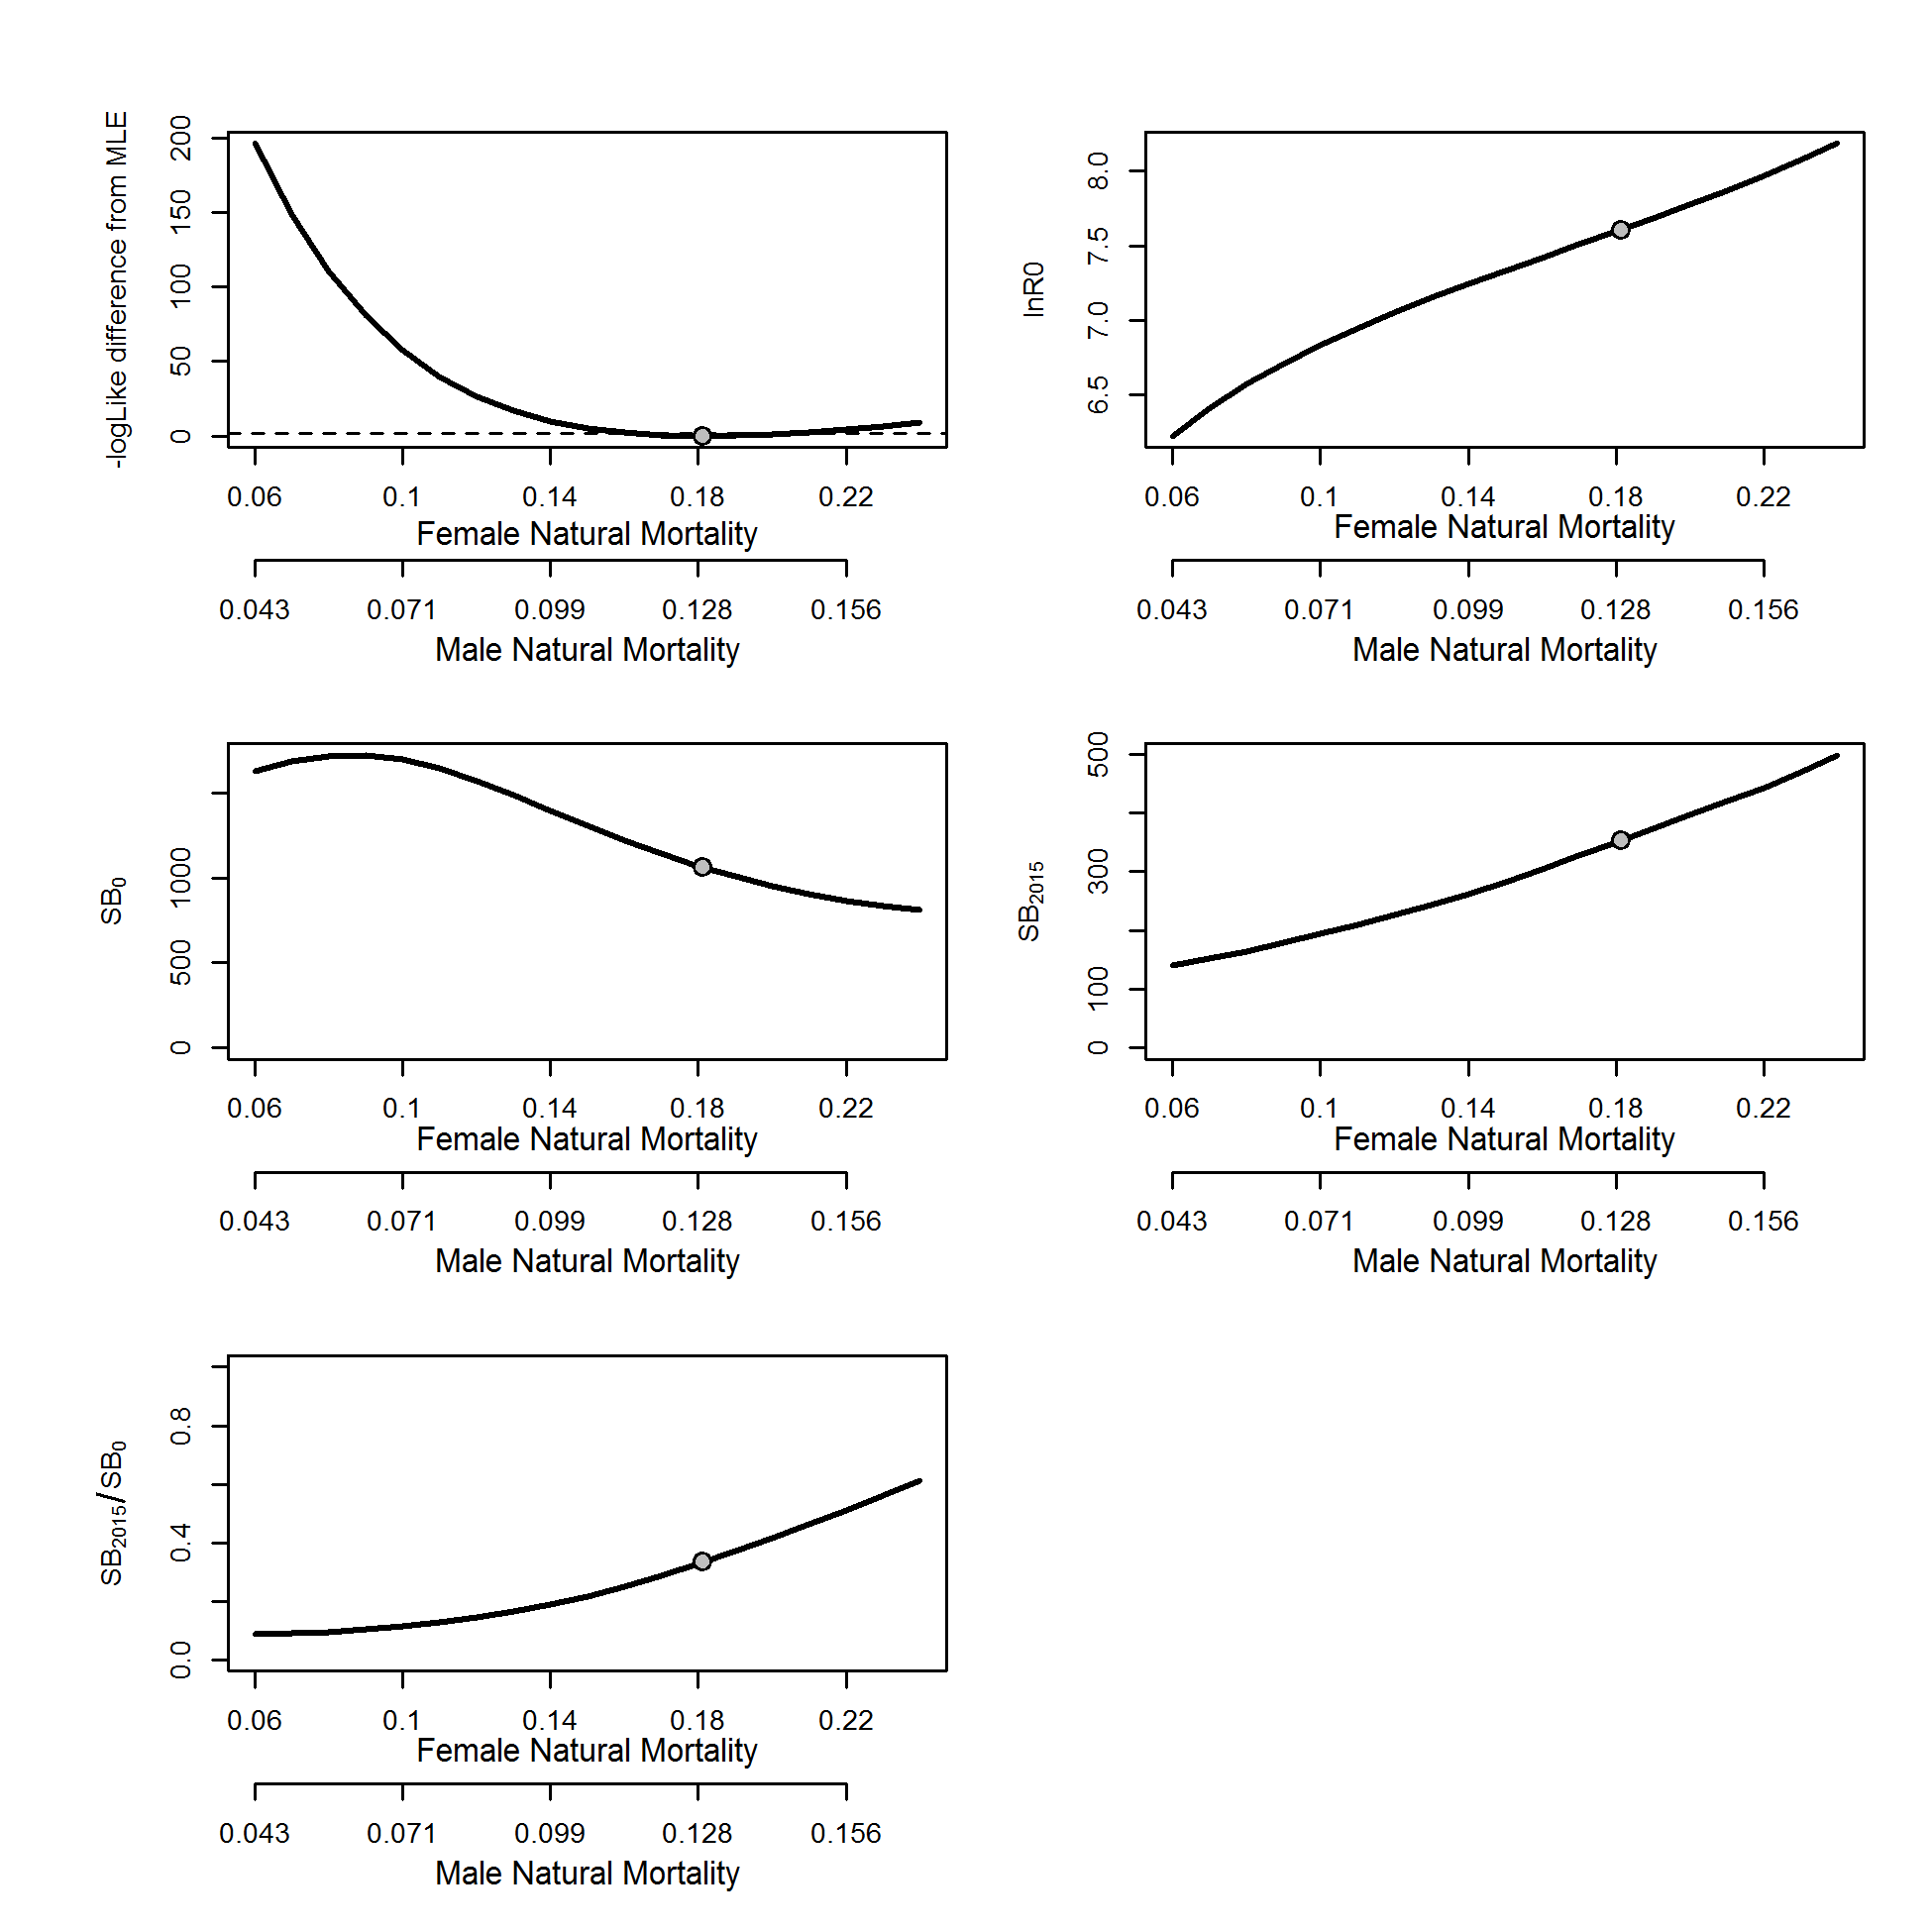 -logLike difference from MLE
200
150
100
50
0
0.06 0.1 0.14 0.18 0.22
Female Natural Mortality
0.043 0.071 0.099 0.128 0.156
Male Natural Mortality
lnR0
8.0
7.5
7.0
6.5
0.06 0.1 0.14 0.18 0.22
Female Natural Mortality
0.043 0.071 0.099 0.128 0.156
Male Natural Mortality
SB0
1000
500
0
0.06 0.1 0.14 0.18 0.22
Female Natural Mortality
0.043 0.071 0.099 0.128 0.156
Male Natural Mortality
SB2015
500
300
100
0
0.06 0.1 0.14 0.18 0.22
Female Natural Mortality
0.043 0.071 0.099 0.128 0.156
Male Natural Mortality
SB2015/SB0
0.8
0.4
0.0
0.06 0.1 0.14 0.18 0.22
Female Natural Mortality
0.043 0.071 0.099 0.128 0.156
Male Natural Mortality